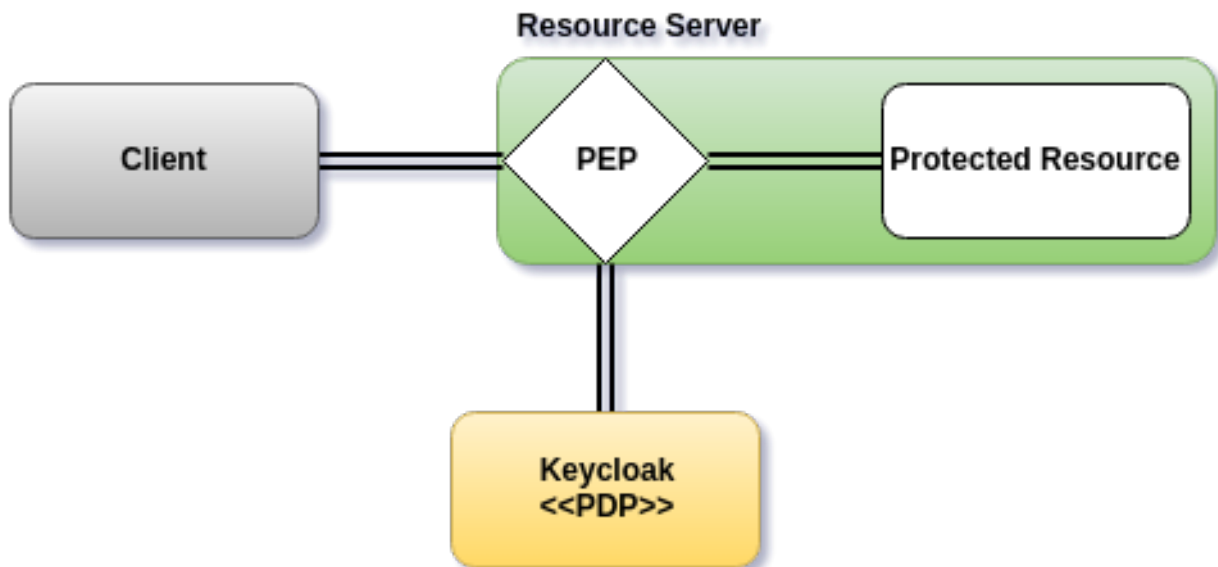 Resource Server
Client
PEP
Protected Resource
Keycloak
<<PDP>>